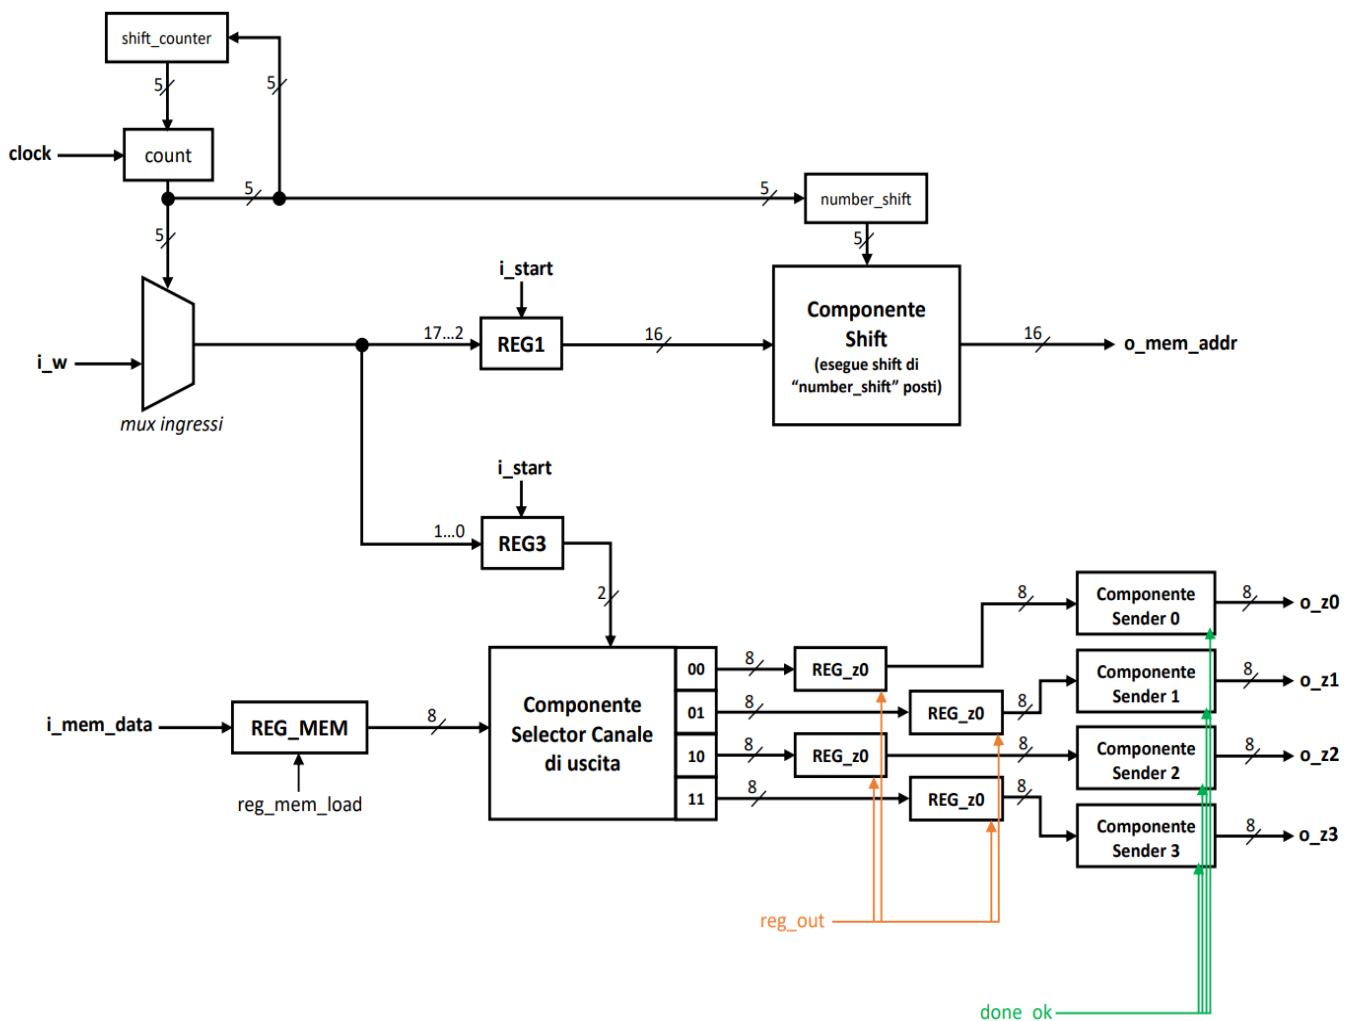 shift_counter
5
5
clock
count
5
5
number_shift
5
5
i_start
Componente
Shift
(esegue shift di
"number_shift" posti)
17...2
REG1
16
16
o_mem_addr
i_w
mux ingressi
i_start
1...0
REG3
2
Componente
Selector Canale
di uscita
00
01
10
11
i_mem_data
REG_MEM
8
reg_mem_load
8
REG_z0
8
Componente
Sender 0
8
o_z0
8
REG_z0
8
Componente
Sender 1
8
o_z1
8
REG_z0
8
Componente
Sender 2
8
o_z2
8
REG_z0
8
Componente
Sender 3
8
o_z3
reg_out
done ok